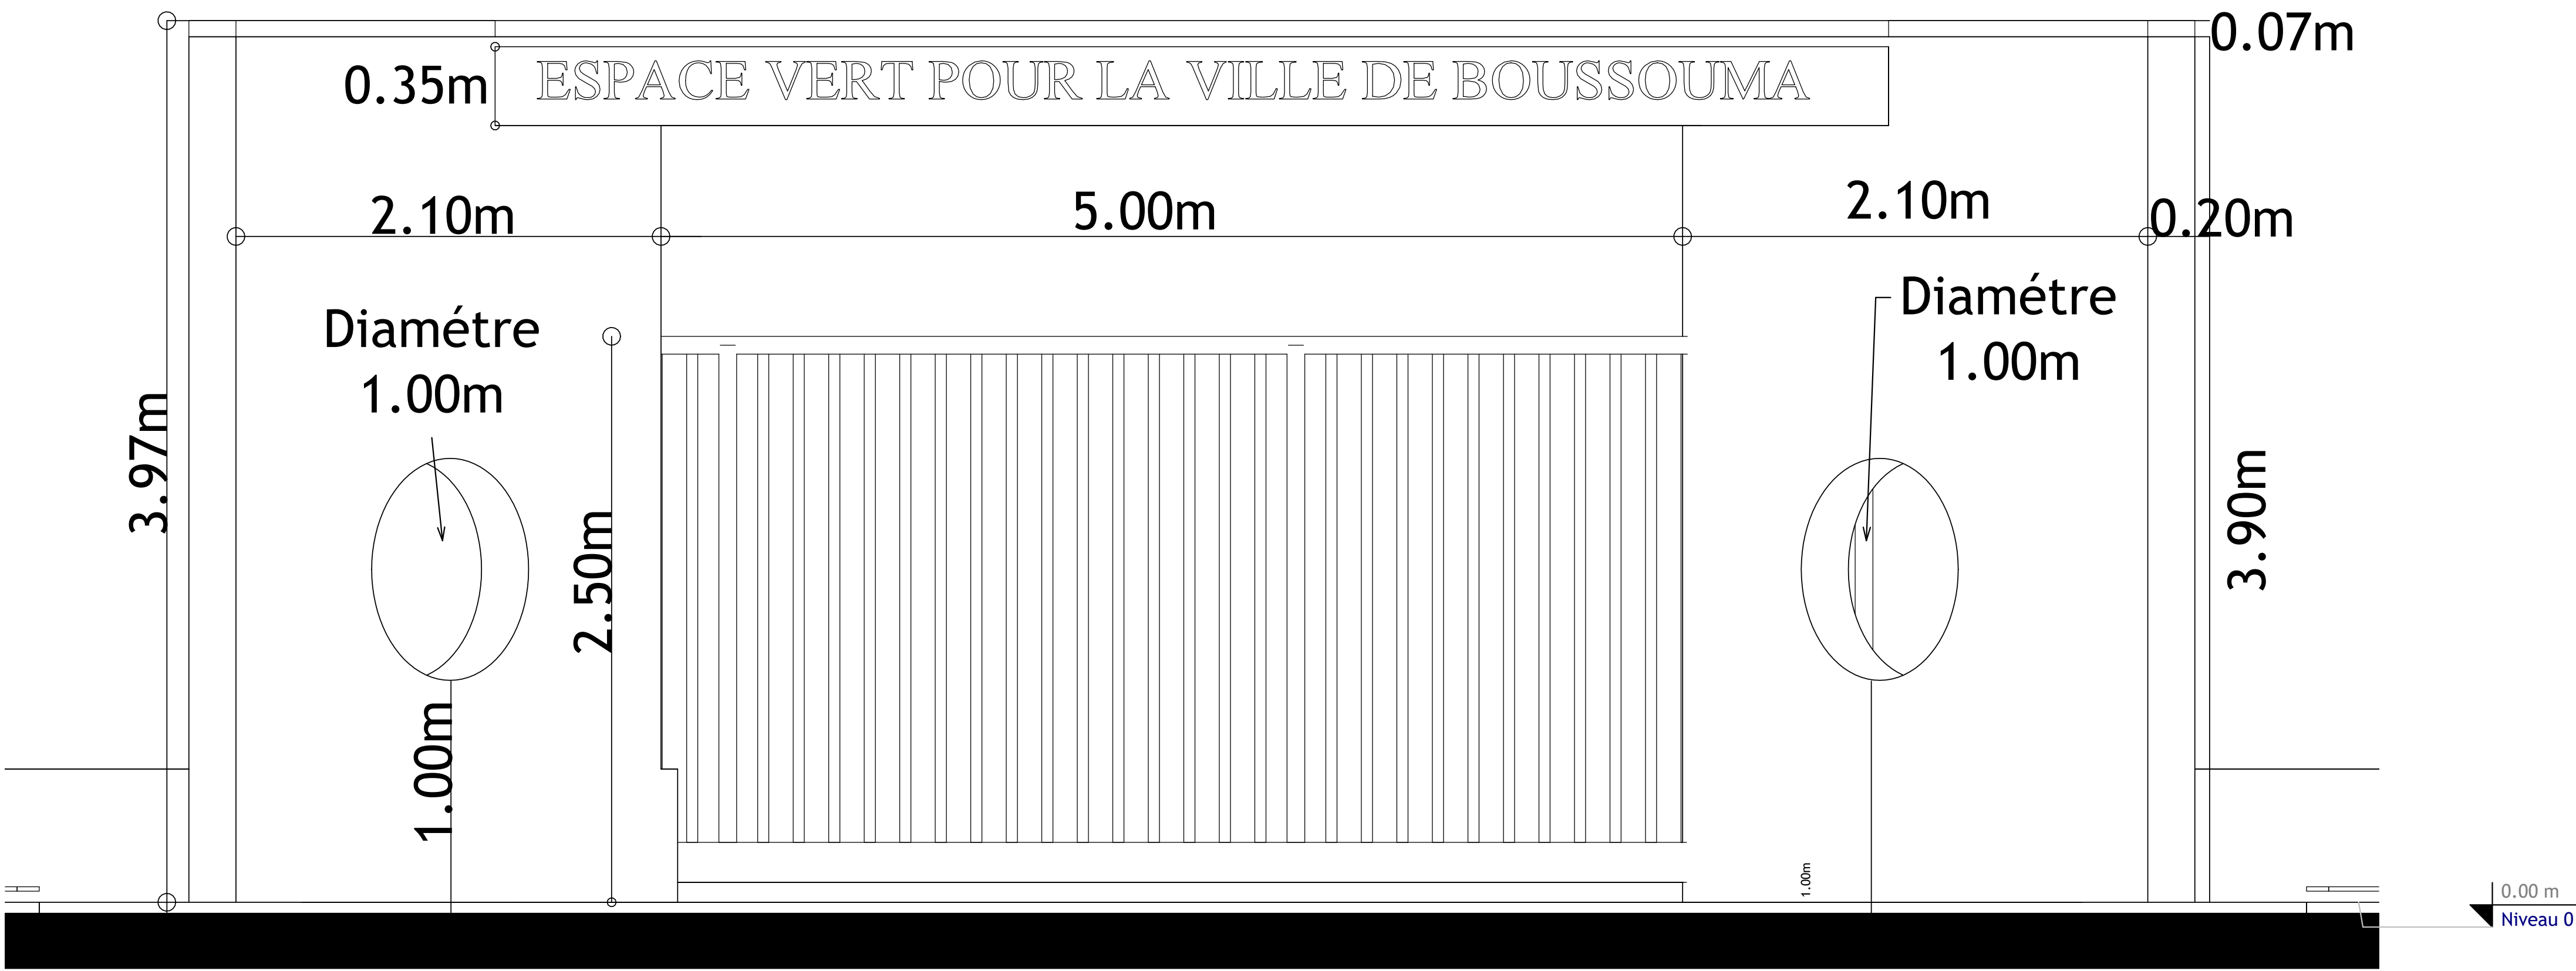 0.07m
0.35m
ESPACE VERT POUR LA VILLE DE BOUSSOUMA
2.10m
5.00m
2.10m
0.20m
Diamétre
1.00m
Diamétre
1.00m
3.97m
2.50m
3.90m
1.00m
1.00m
0.00 m
Niveau 0